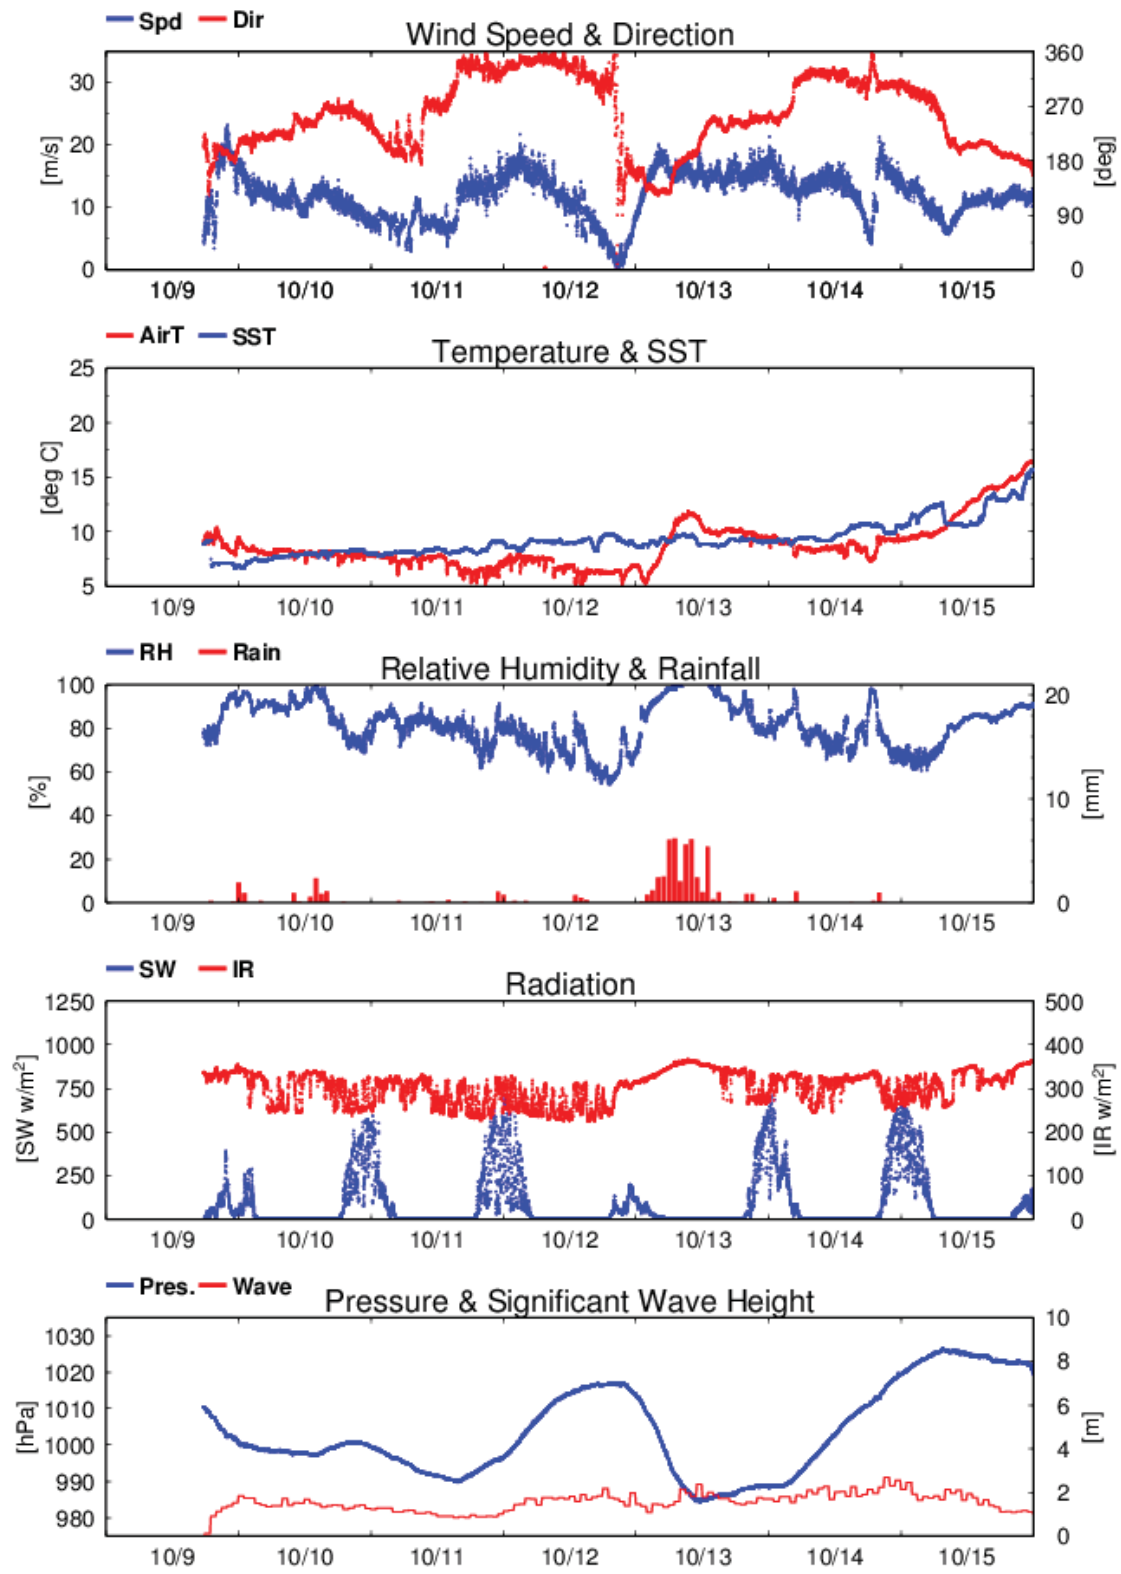 Spd Dir
Wind Speed & Direction
30
20
10
0
[m/s]
360
270
180
90
0
[deg]
10/9 10/10 10/11 10/12 10/13 10/14 10/15
AirT SST
Temperature & SST
25
20
15
10
5
[deg C]
10/9 10/10 10/11 10/12 10/13 10/14 10/15
RH Rain
Relative Humidity & Rainfall
100
80
60
40
20
0
[%]
20
10
0
[mm]
10/9 10/10 10/11 10/12 10/13 10/14 10/15
SW IR
Radiation
1250
1000
750
500
250
0
[SW w/m²]
500
400
300
200
100
0
[IR w/m²]
10/9 10/10 10/11 10/12 10/13 10/14 10/15
Pres. Wave
Pressure & Significant Wave Height
1030
1020
1010
1000
990
980
[hPa]
10
8
6
4
2
0
[m]
10/9 10/10 10/11 10/12 10/13 10/14 10/15